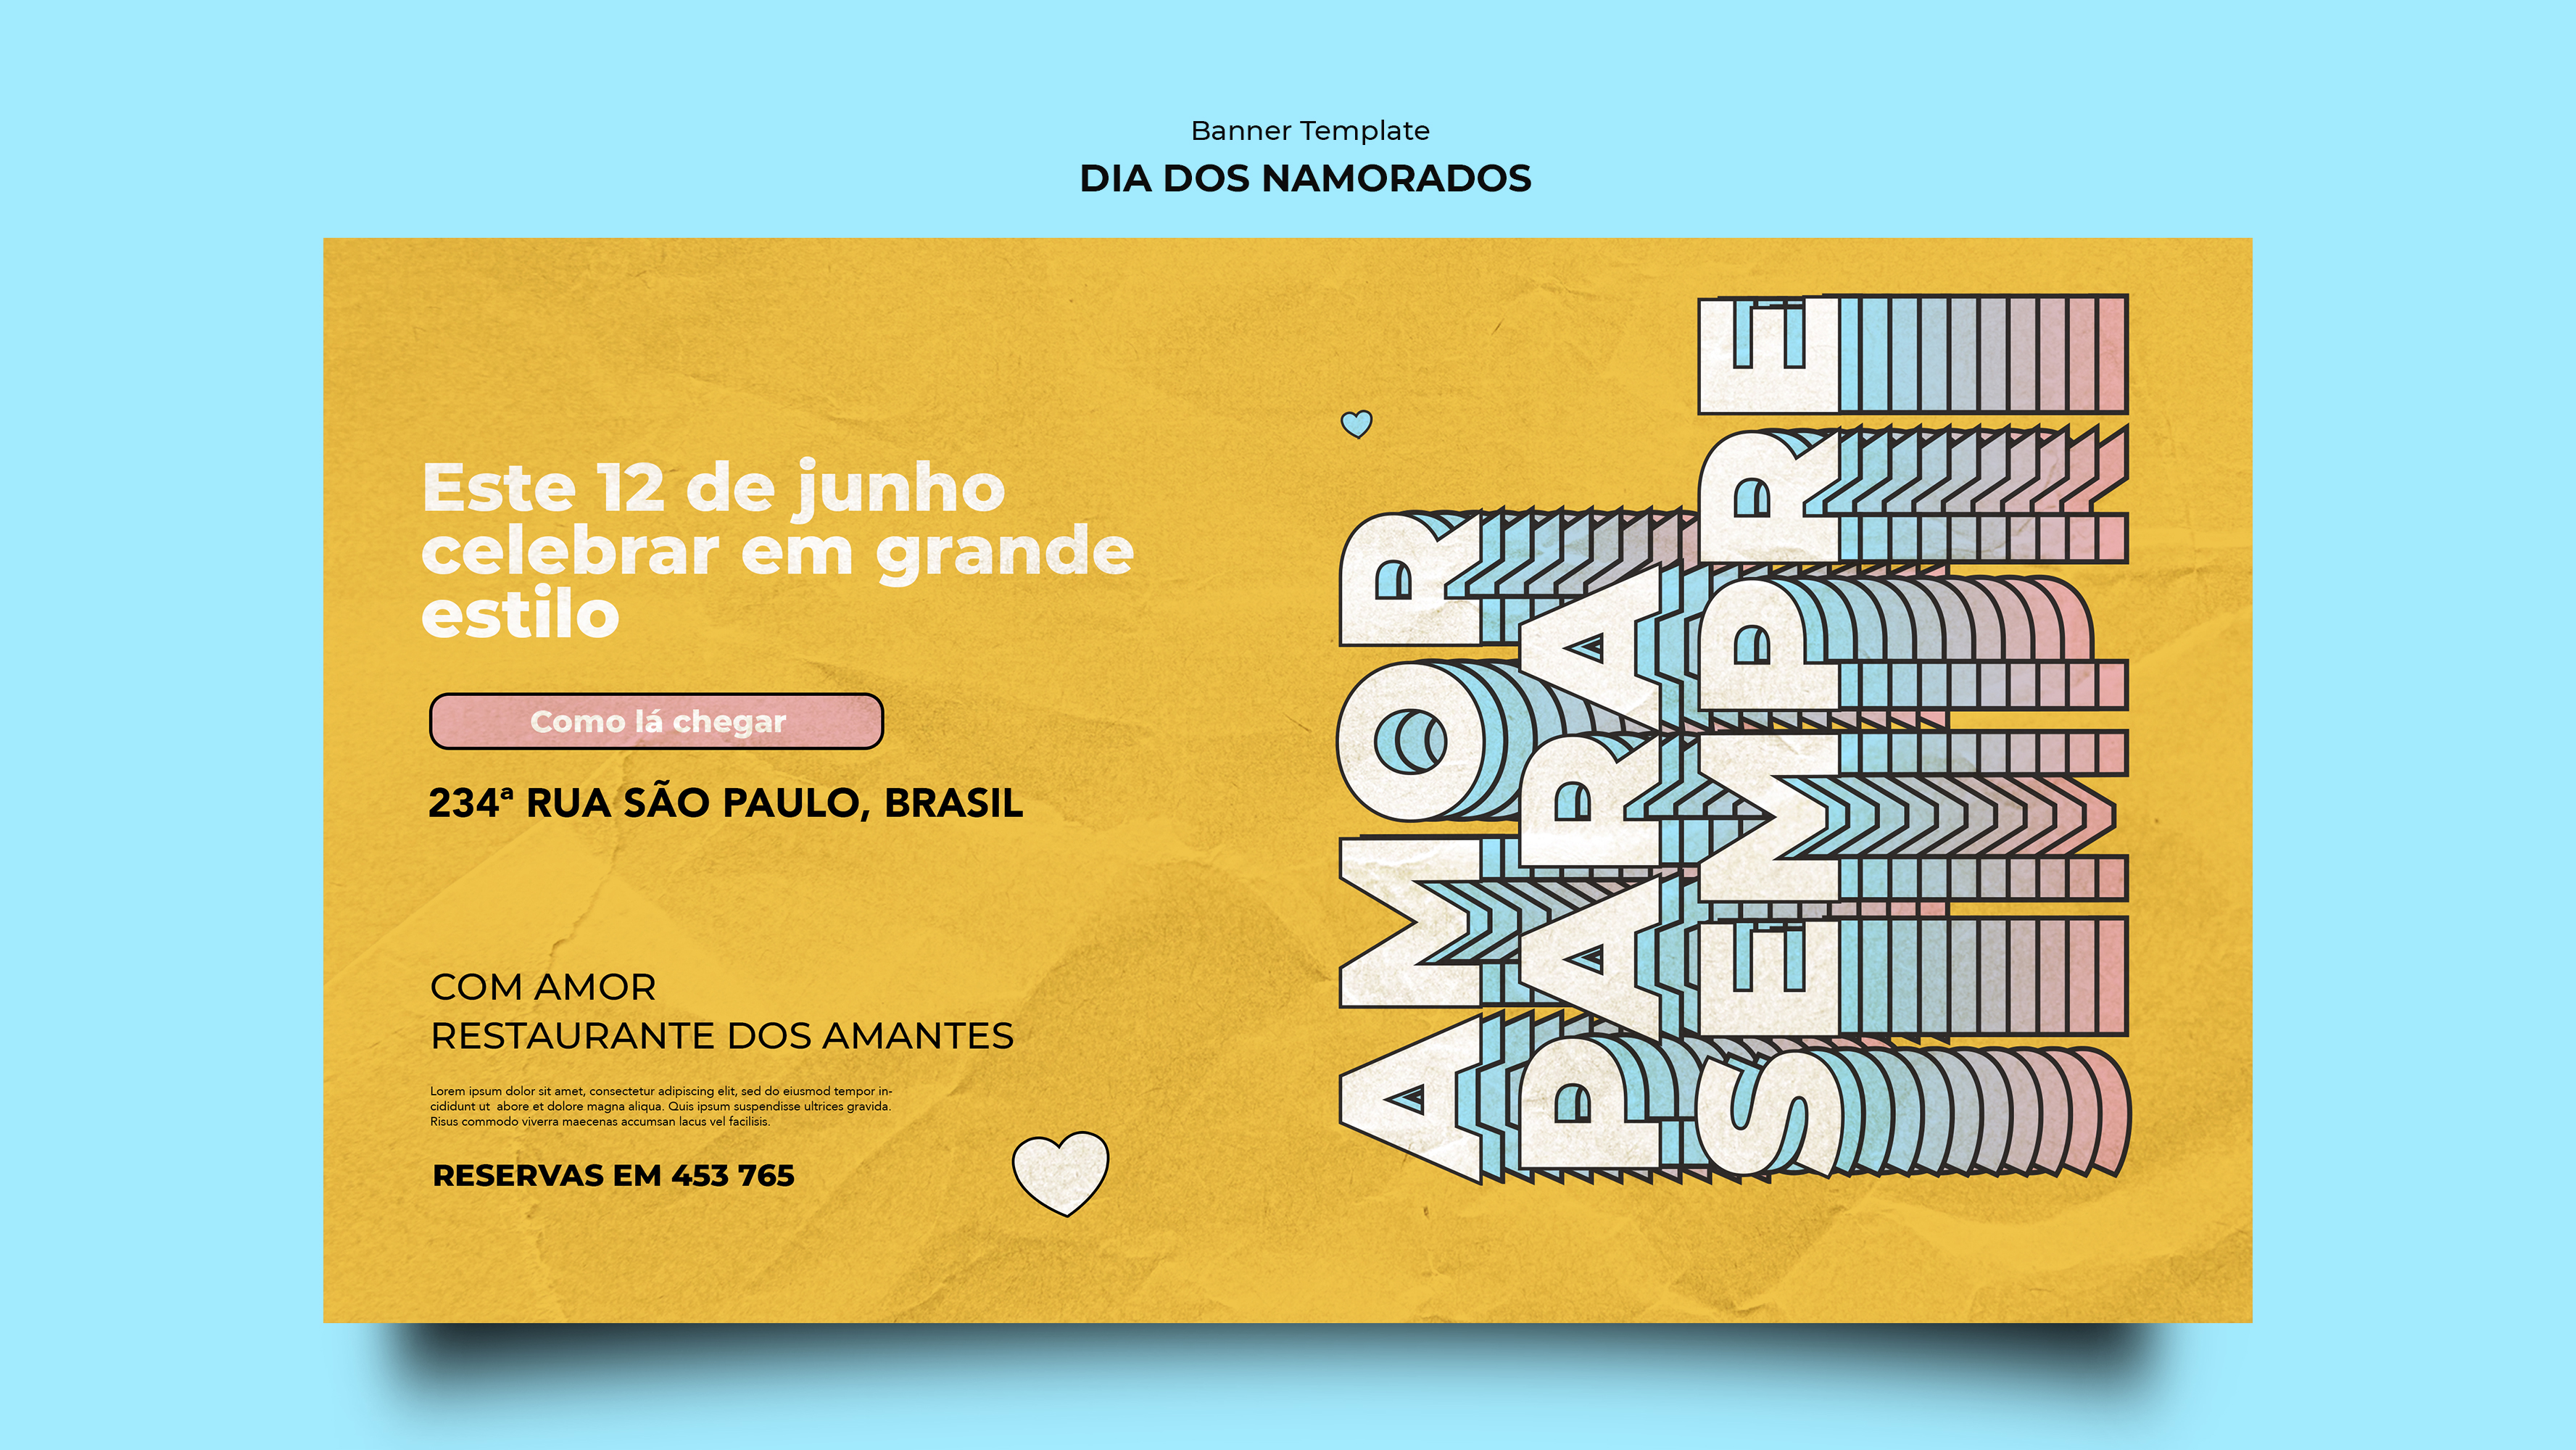 Banner Template
DIA DOS NAMORADOS
Este 12 de junho
celebrar em grande
estilo
Como lá chegar
234ª RUA SÃO PAULO, BRASIL
COM AMOR
RESTAURANTE DOS AMANTES
Lorem ipsum dolor sit amet, consectetur adipiscing elit, sed do eiusmod tempor in-
cididunt ut  abore et dolore magna aliqua. Quis ipsum suspendisse ultrices gravida.
Risus commodo viverra maecenas accumsan lacus vel facilisis.
RESERVAS EM 453 765
AMOR
PARA
SEMPRE